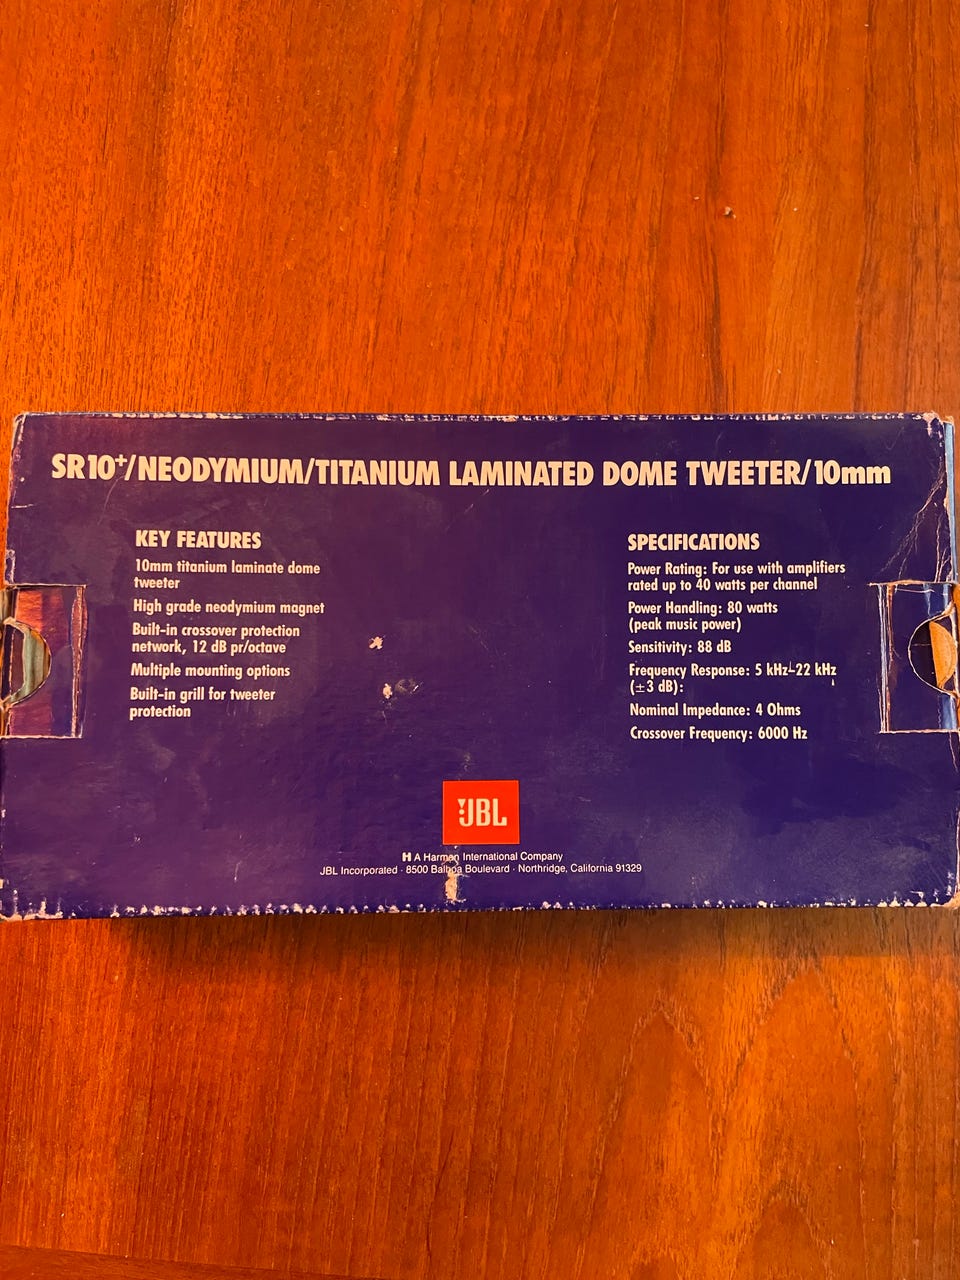 SR10+/NEODYMIUM/TITANIUM LAMINATED DOME TWEETER/10mm
KEY FEATURES
10mm titanium laminate dome
tweeter
High grade neodymium magnet
Built-in crossover protection
network, 12 dB pr/octave
Multiple mounting options
Built-in grill for tweeter
protection
SPECIFICATIONS
Power Rating: For use with amplifiers
rated up to 40 watts per channel
Power Handling: 80 watts
(peak music power)
Sensitivity: 88 dB
Frequency Response: 5 kHz-22 kHz
(±3 dB):
Nominal Impedance: 4 Ohms
Crossover Frequency: 6000 Hz
JBL
H A Harman International Company
JBL Incorporated · 8500 Balboa Boulevard · Northridge, California 91329